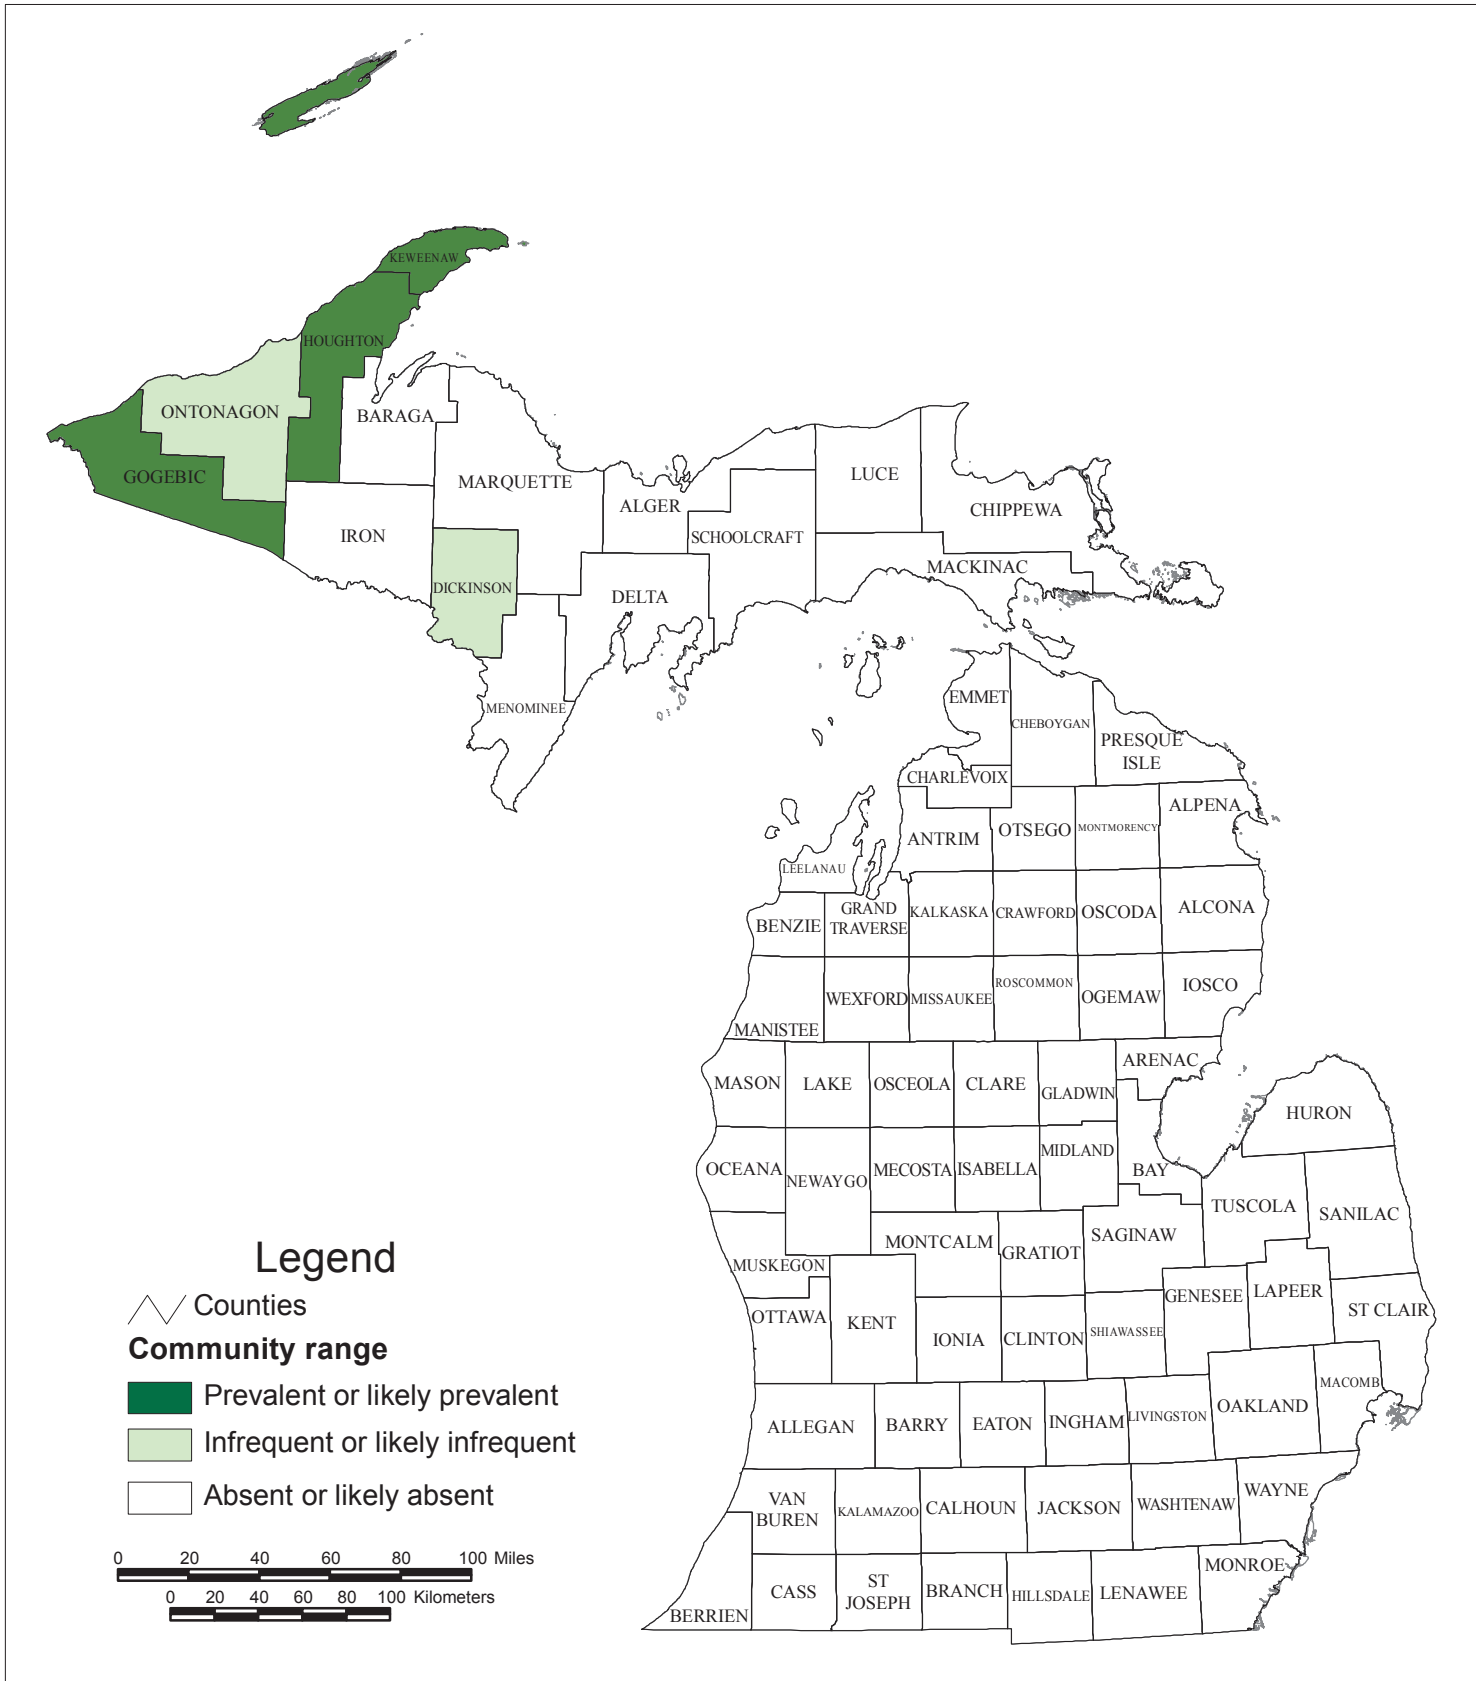 KEWEENAW
HOUGHTON
ONTONAGON
BARAGA
GOGEBIC
MARQUETTE
LUCE
ALGER
CHIPPEWA
IRON
SCHOOLCRAFT
MACKINAC
DICKINSON
DELTA
MENOMINEE
EMMET
CHEBOYGAN
PRESQUE
ISLE
CHARLEVOIX
ALPENA
ANTRIM
OTSEGO
MONTMORENCY
LEELANAU
BENZIE
GRAND
TRAVERSE
KALKASKA
CRAWFORD
OSCODA
ALCONA
MANISTEE
WEXFORD
MISSAUKEE
ROSCOMMON
OGEMAW
IOSCO
ARENAC
MASON
LAKE
OSCEOLA
CLARE
GLADWIN
HURON
OCEANA
NEWAYGO
MECOSTA
ISABELLA
MIDLAND
BAY
TUSCOLA
SANILAC
MUSKEGON
MONTCALM
GRATIOT
SAGINAW
GENESEE
LAPEER
ST CLAIR
OTTAWA
KENT
IONIA
CLINTON
SHIAWASSEE
OAKLAND
MACOMB
ALLEGAN
BARRY
EATON
INGHAM
LIVINGSTON
VAN
BUREN
KALAMAZOO
CALHOUN
JACKSON
WASHTENAW
WAYNE
BERRIEN
CASS
ST
JOSEPH
BRANCH
HILLSDALE
LENAWEE
MONROE
Legend
Counties
Community range
Prevalent or likely prevalent
Infrequent or likely infrequent
Absent or likely absent
0 20 40 60 80 100 Miles
0 20 40 60 80 100 Kilometers